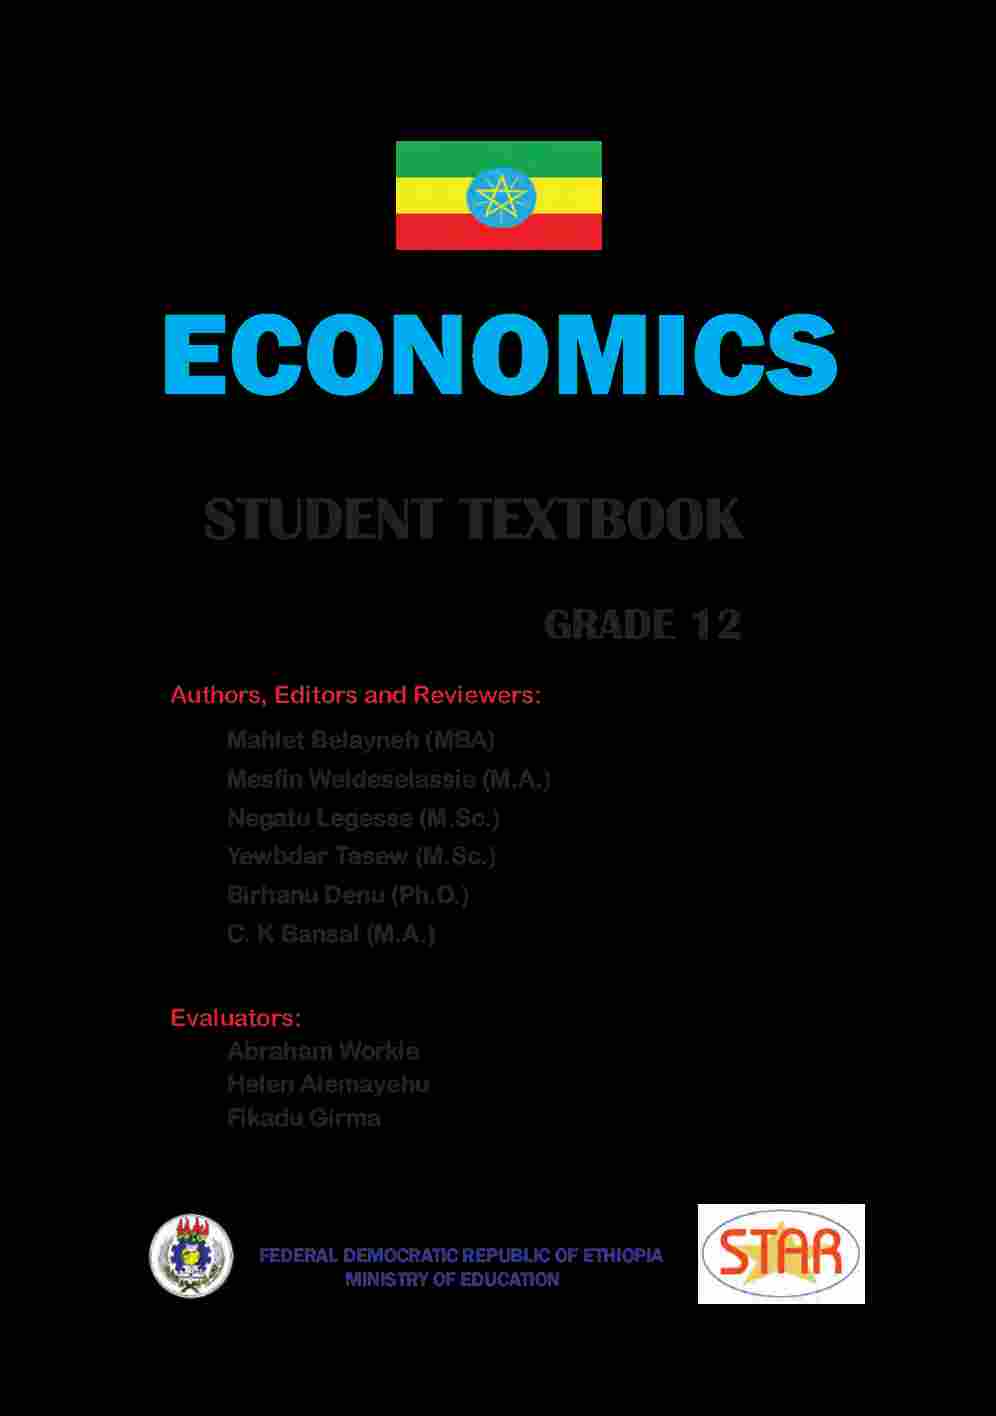 ECONOMICS
STUDENT TEXTBOOK
GRADE 12
Authors, Editors and Reviewers:
Mahlet Belayneh (MBA)
Mesfin Weldeselassie (M.A.)
Negatu Legesse (M.Sc.)
Yewbdar Tasew (M.Sc.)
Birhanu Denu (Ph.D.)
C. K Bansal (M.A.)
Evaluators:
Abraham Workie
Helen Alemayehu
Fikadu Girma
FEDERAL DEMOCRATIC REPUBLIC OF ETHIOPIA
MINISTRY OF EDUCATION
STAR